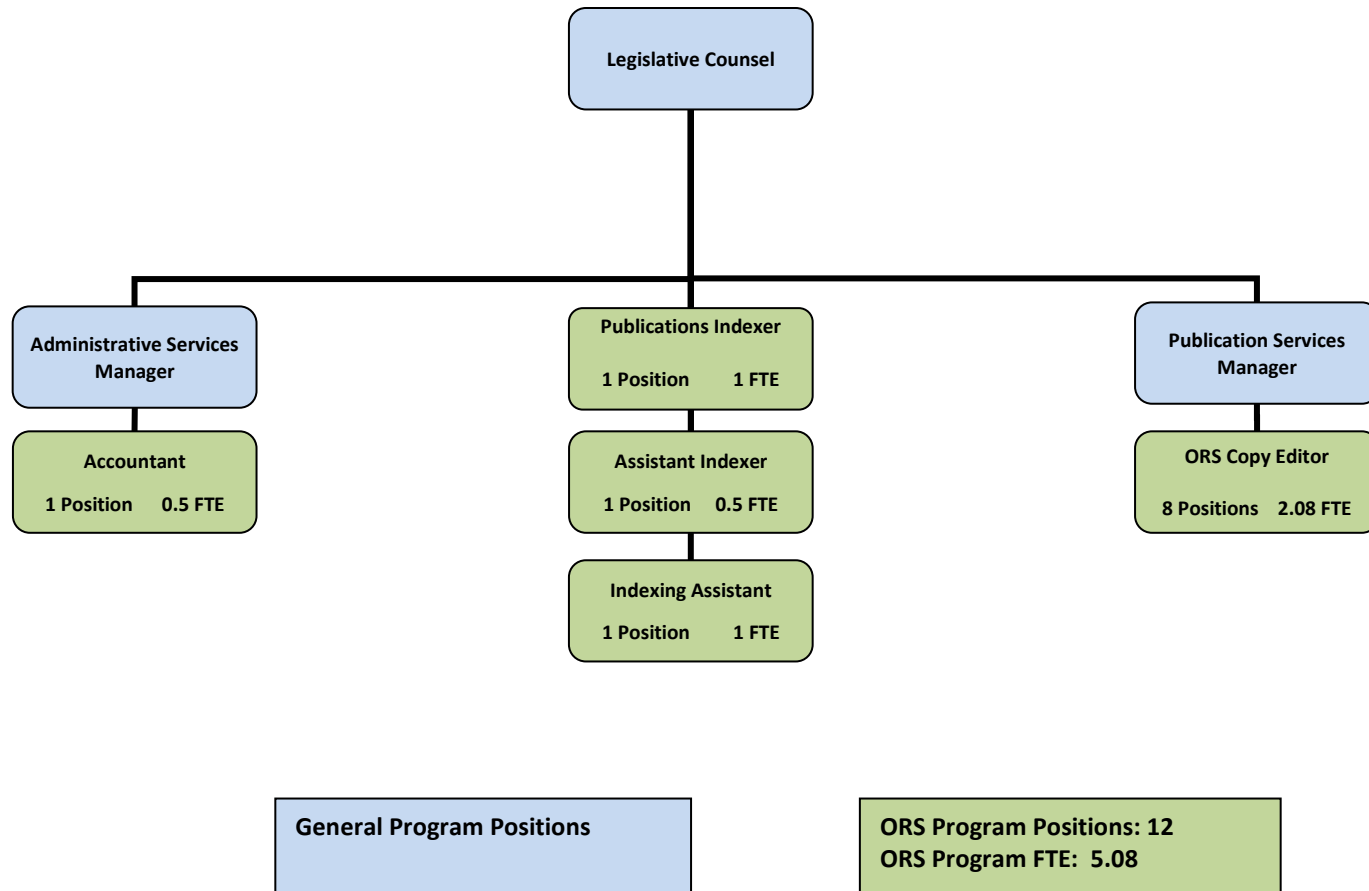 Legislative Counsel
Administrative Services
Manager
Publications Indexer
1 Position 1 FTE
Publication Services
Manager
Accountant
1 Position 0.5 FTE
Assistant Indexer
1 Position 0.5 FTE
ORS Copy Editor
8 Positions 2.08 FTE
Indexing Assistant
1 Position 1 FTE
General Program Positions
ORS Program Positions: 12
ORS Program FTE: 5.08